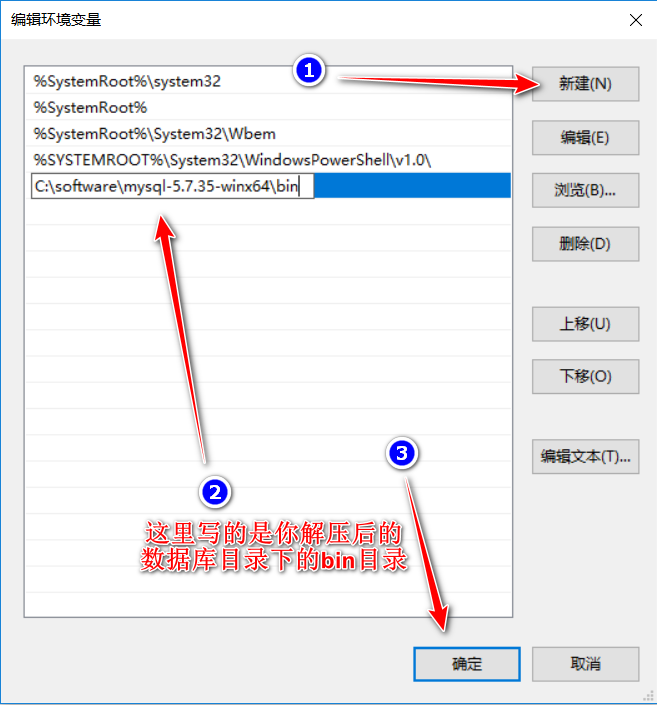 编辑环境变量
%SystemRoot%\system32
%SystemRoot%
%SystemRoot%\System32\Wbem
%SYSTEMROOT%\System32\WindowsPowerShell\v1.0\
C:\software\mysql-5.7.35-winx64\bin
1
新建(N)
编辑(E)
浏览(B)...
删除(D)
上移(U)
下移(O)
编辑文本(T)...
2
这里写的是你解压后的
数据库目录下的bin目录
3
确定
取消